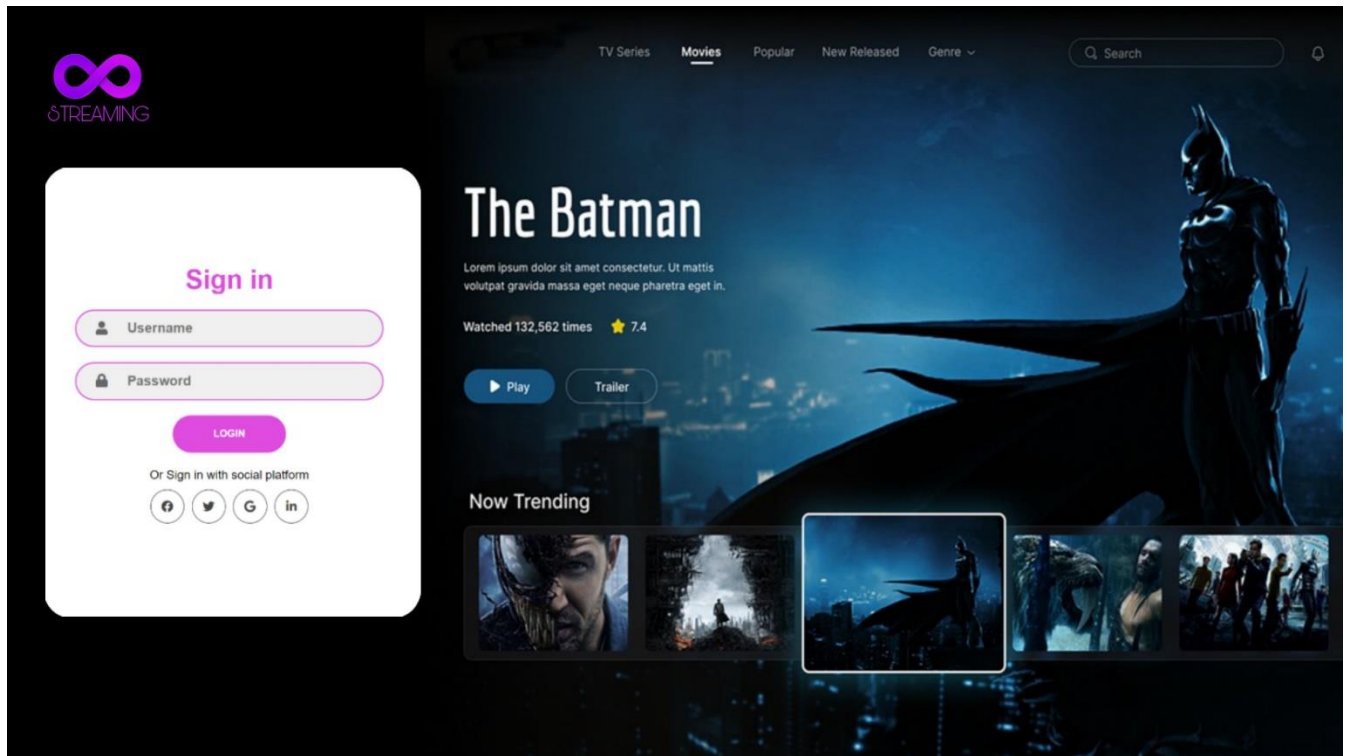 STREAMING
Sign in
Username
Password
LOGIN
Or Sign in with social platform
G
in
TV Series Movies Popular New Released Genre
Search
The Batman
Lorem ipsum dolor sit amet consectetur. Ut mattis
volutpat gravida massa eget neque pharetra eget in.
Watched 132,562 times 7.4
Play Trailer
Now Trending